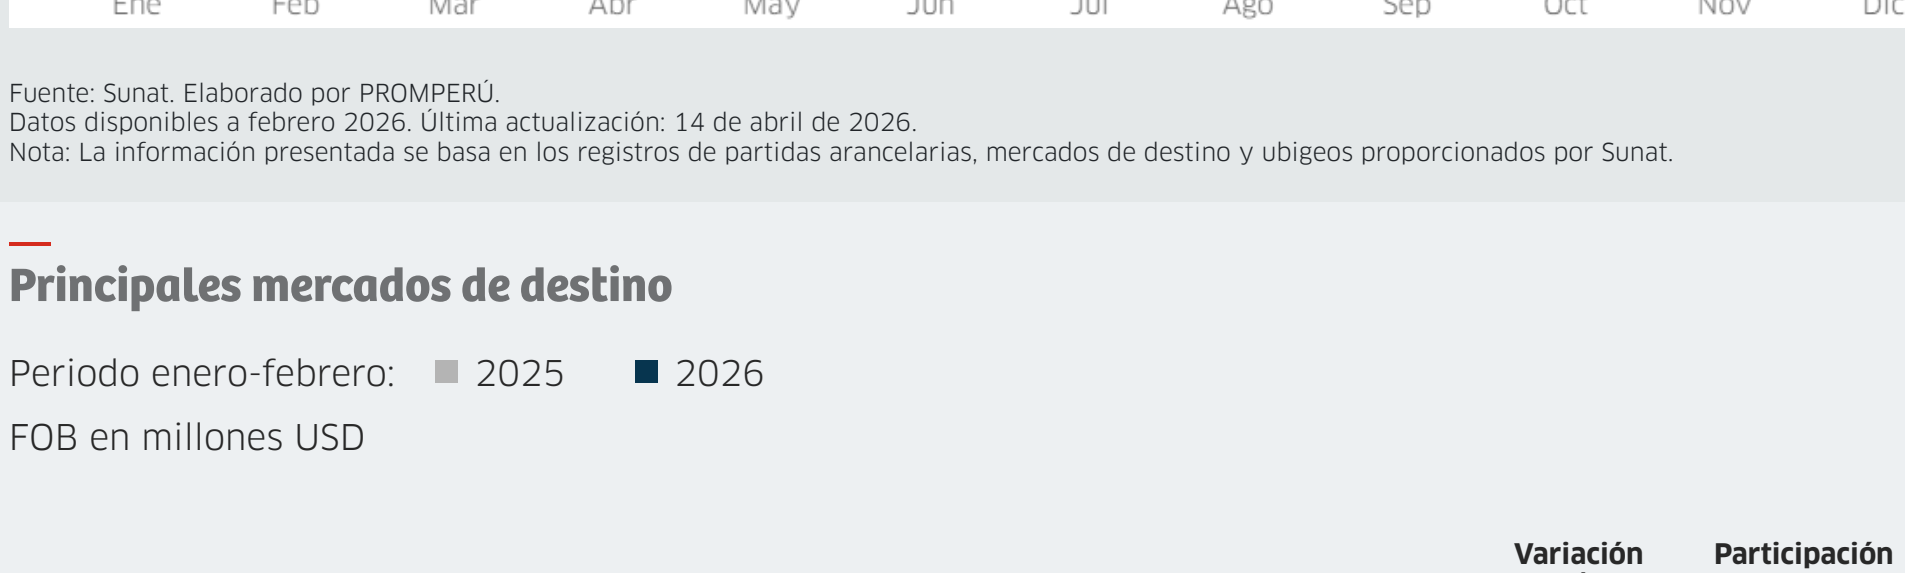 Ene Feb Mar Abr May Jun Jul Ago Sep Oct Nov Dic
Fuente: Sunat. Elaborado por PROMPERÚ.
Datos disponibles a febrero 2026. Última actualización: 14 de abril de 2026.
Nota: La información presentada se basa en los registros de partidas arancelarias, mercados de destino y ubigeos proporcionados por Sunat.
Principales mercados de destino
Periodo enero-febrero: 2025 2026
FOB en millones USD
Variación Participación